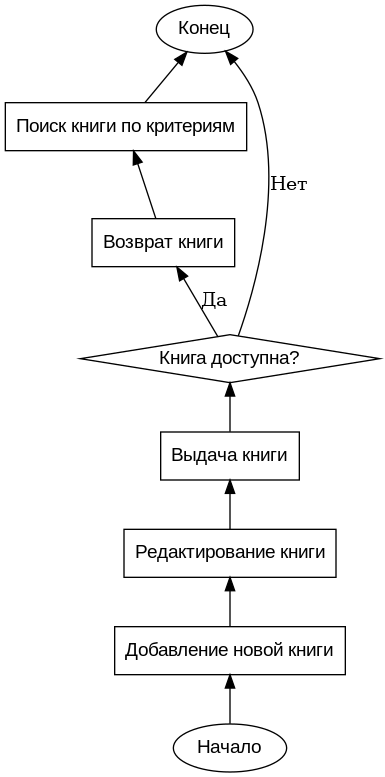 Конец
Поиск книги по критериям
Нет
Возврат книги
Да
Книга доступна?
Выдача книги
Редактирование книги
Добавление новой книги
Начало